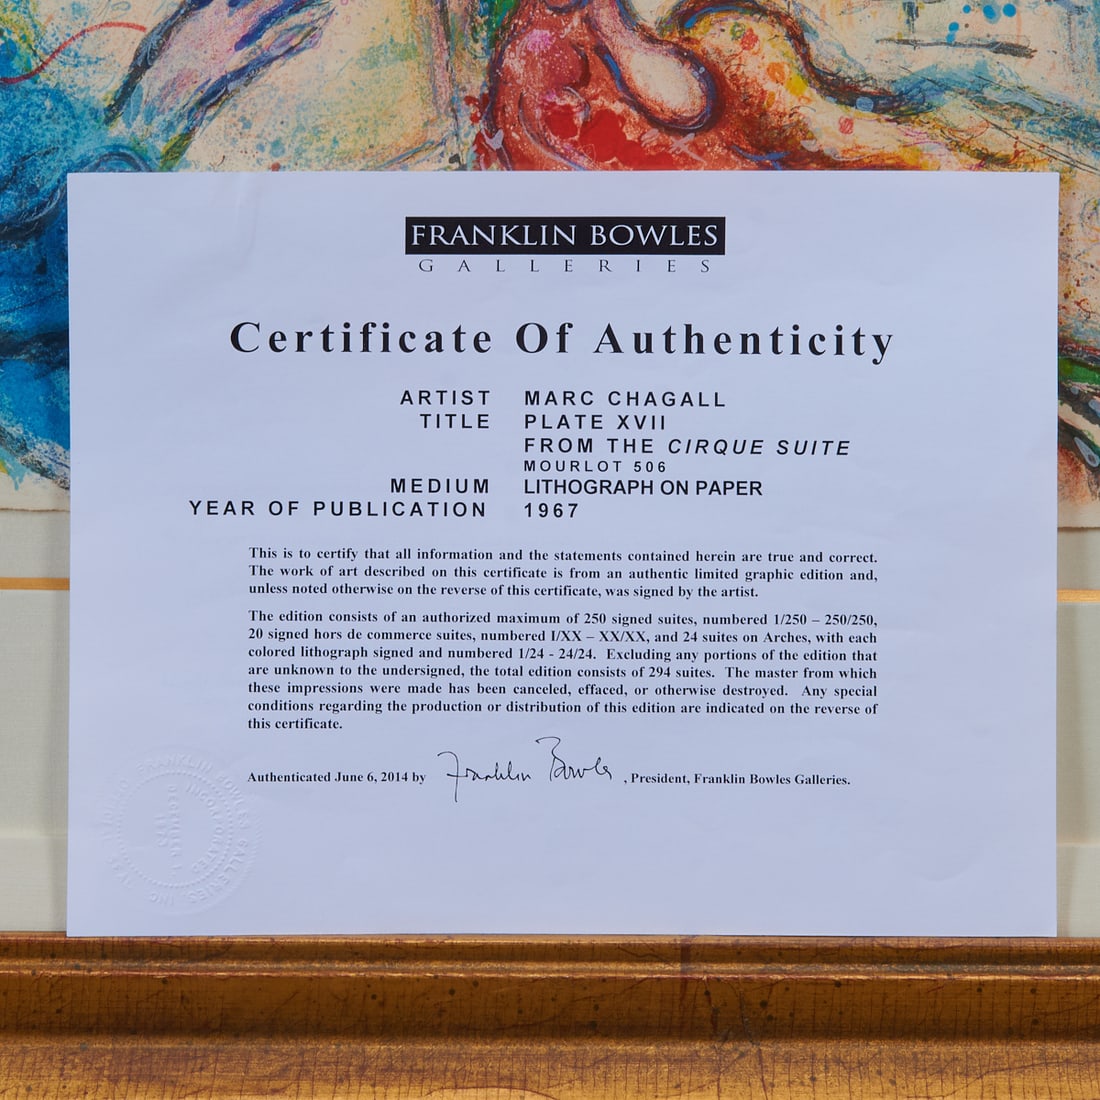 FRANKLIN BOWLES
GALLERIES
Certificate Of Authenticity
ARTIST MARC CHAGALL
TITLE PLATE XVII
FROM THE CIRQUE SUITE
MOURLOT 506
MEDIUM LITHOGRAPH ON PAPER
YEAR OF PUBLICATION 1967
This is to certify that all information and the statements contained herein are true and correct.
The work of art described on this certificate is from an authentic limited graphic edition and,
unless noted otherwise on the reverse of this certificate, was signed by the artist.
The edition consists of an authorized maximum of 250 signed suites, numbered 1/250 – 250/250,
20 signed hors de commerce suites, numbered I/XX – XX/XX, and 24 suites on Arches, with each
colored lithograph signed and numbered 1/24 - 24/24. Excluding any portions of the edition that
are unknown to the undersigned, the total edition consists of 294 suites. The master from which
these impressions were made has been canceled, effaced, or otherwise destroyed. Any special
conditions regarding the production or distribution of this edition are indicated on the reverse of
this certificate.
Authenticated June 6, 2014 by Franklin Bowles , President, Franklin Bowles Galleries.
FRANKLIN BOWLES GALLERIES, INC.
INCORPORATED